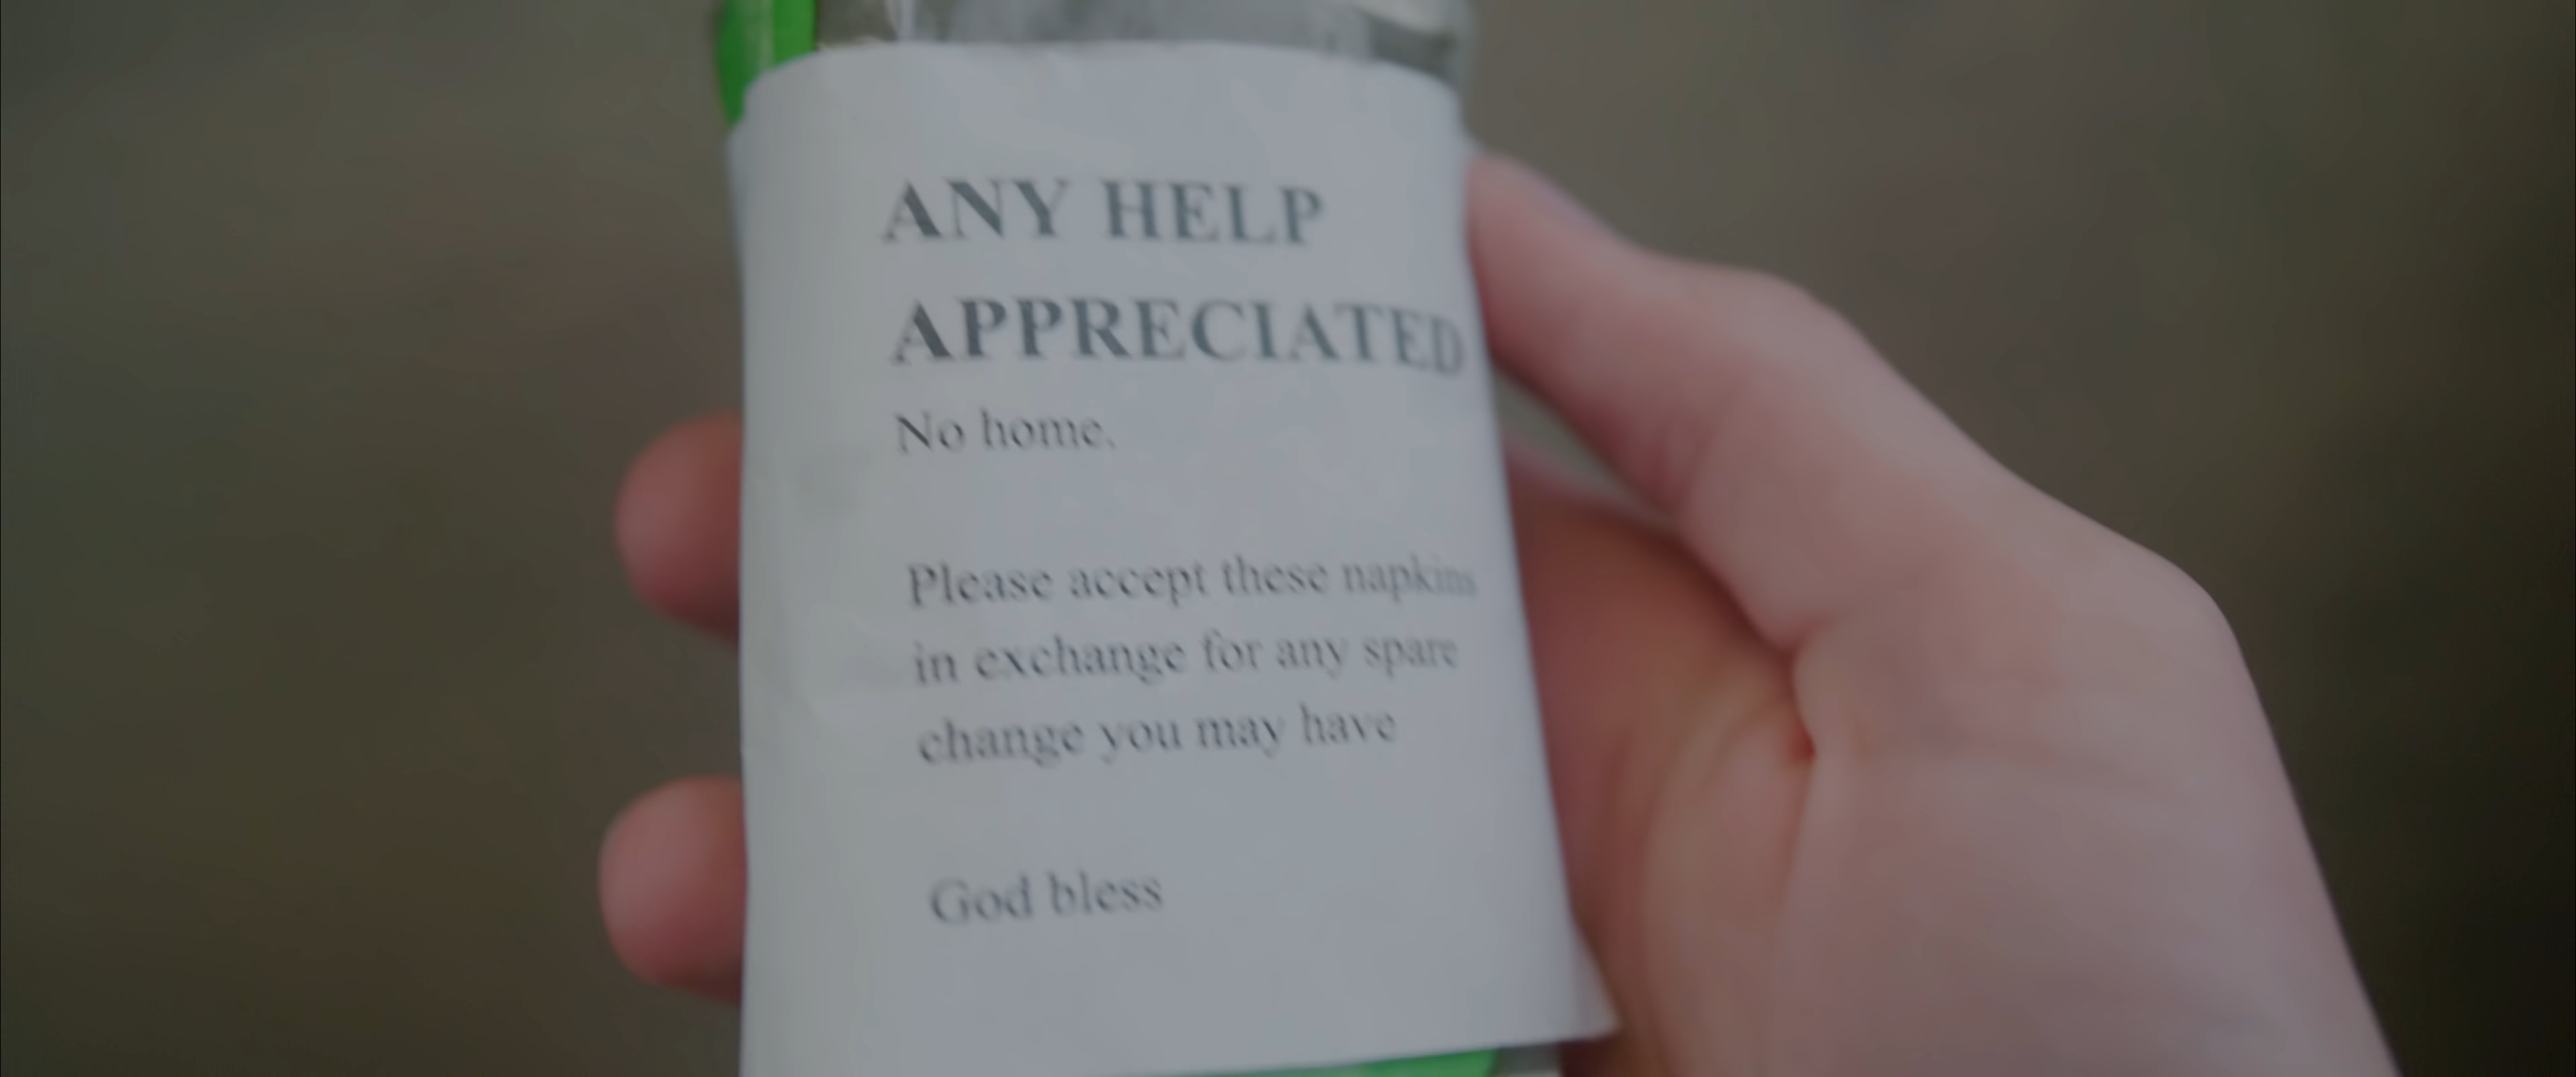 ANY HELP
APPRECIATED
No home.
Please accept these napkins
in exchange for any spare
change you may have
God bless